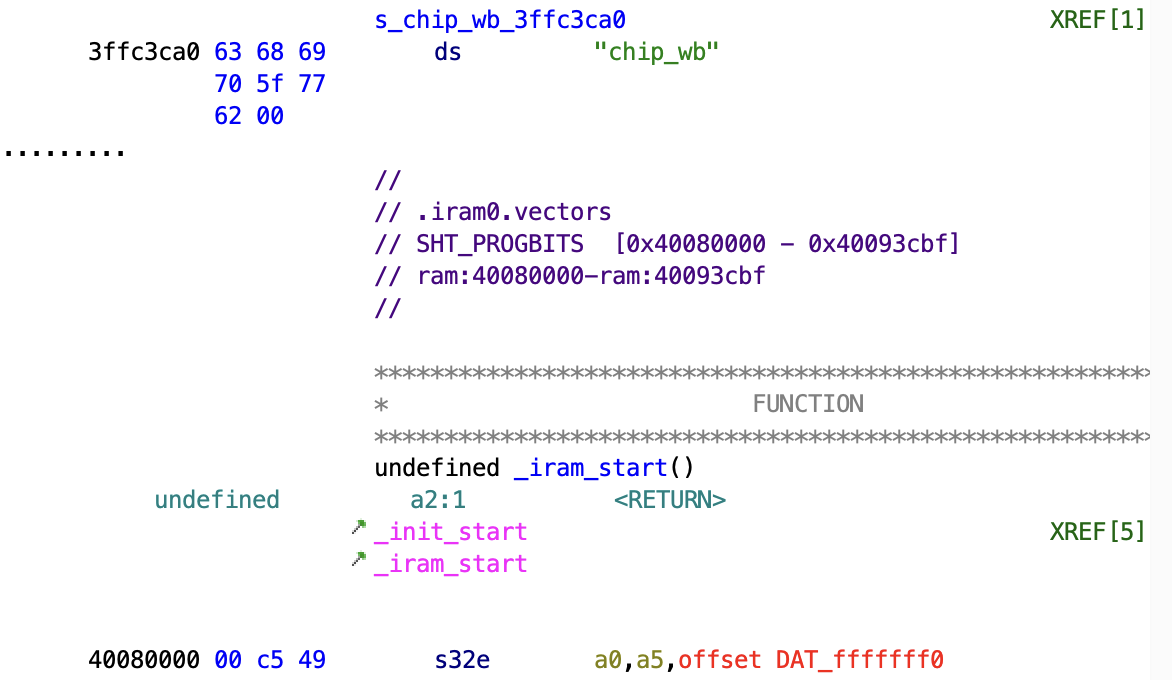 s_chip_wb_3ffc3ca0 XREF[1]
3ffc3ca0 63 68 69 ds "chip_wb"
70 5f 77
62 00
.........
//
// .iram0.vectors
// SHT_PROGBITS [0x40080000 - 0x40093cbf]
// ram:40080000-ram:40093cbf
//
*******************************************************
* FUNCTION
*******************************************************
undefined _iram_start()
undefined a2:1 <RETURN>
_init_start XREF[5]
_iram_start
40080000 00 c5 49 s32e a0,a5,offset DAT_fffffff0